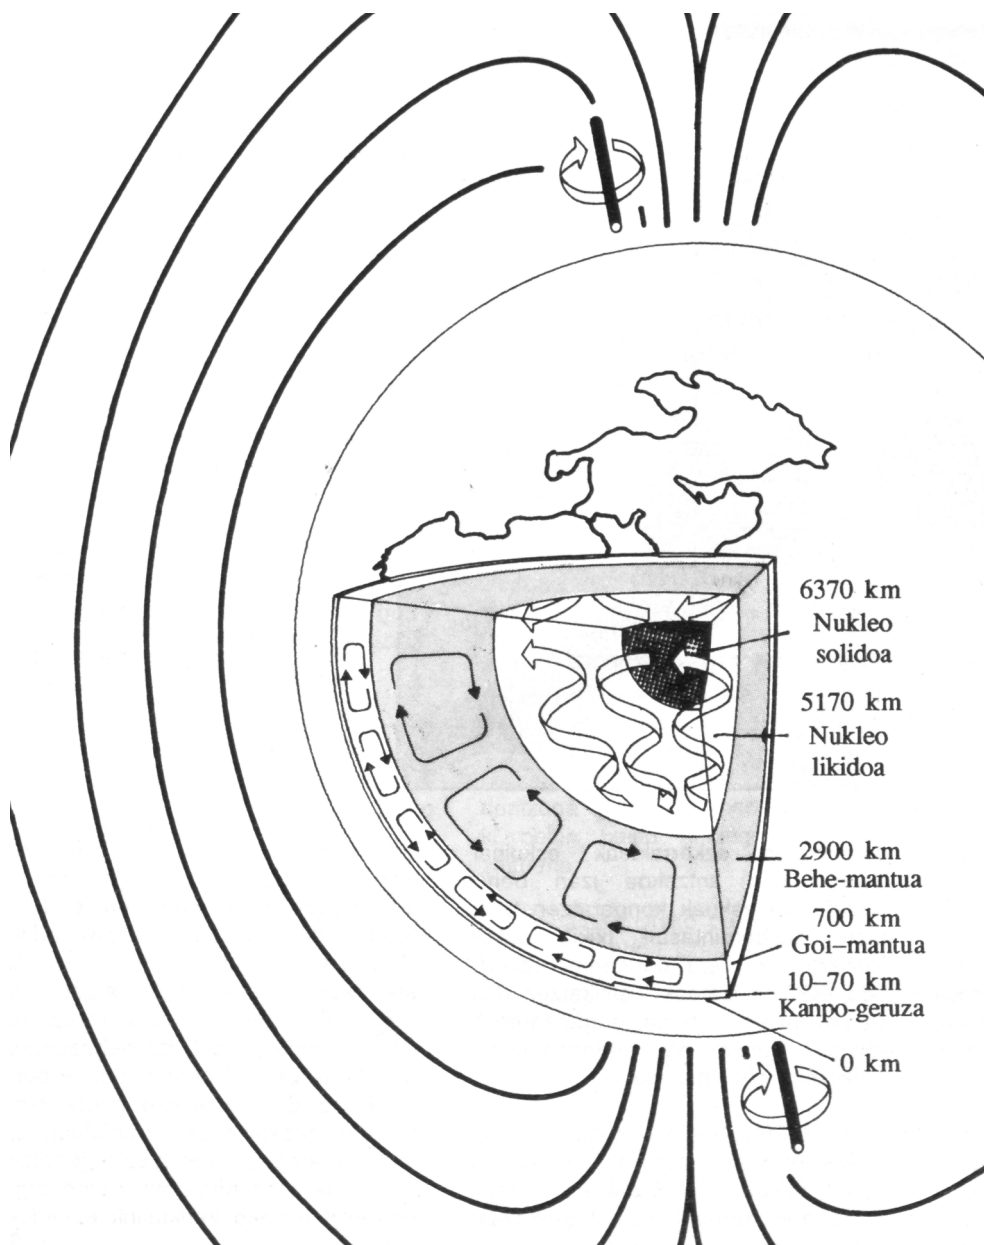 6370 km
Nukleo
solidoa
5170 km
Nukleo
likidoa
2900 km
Behe-mantua
700 km
Goi–mantua
10–70 km
Kanpo-geruza
0 km